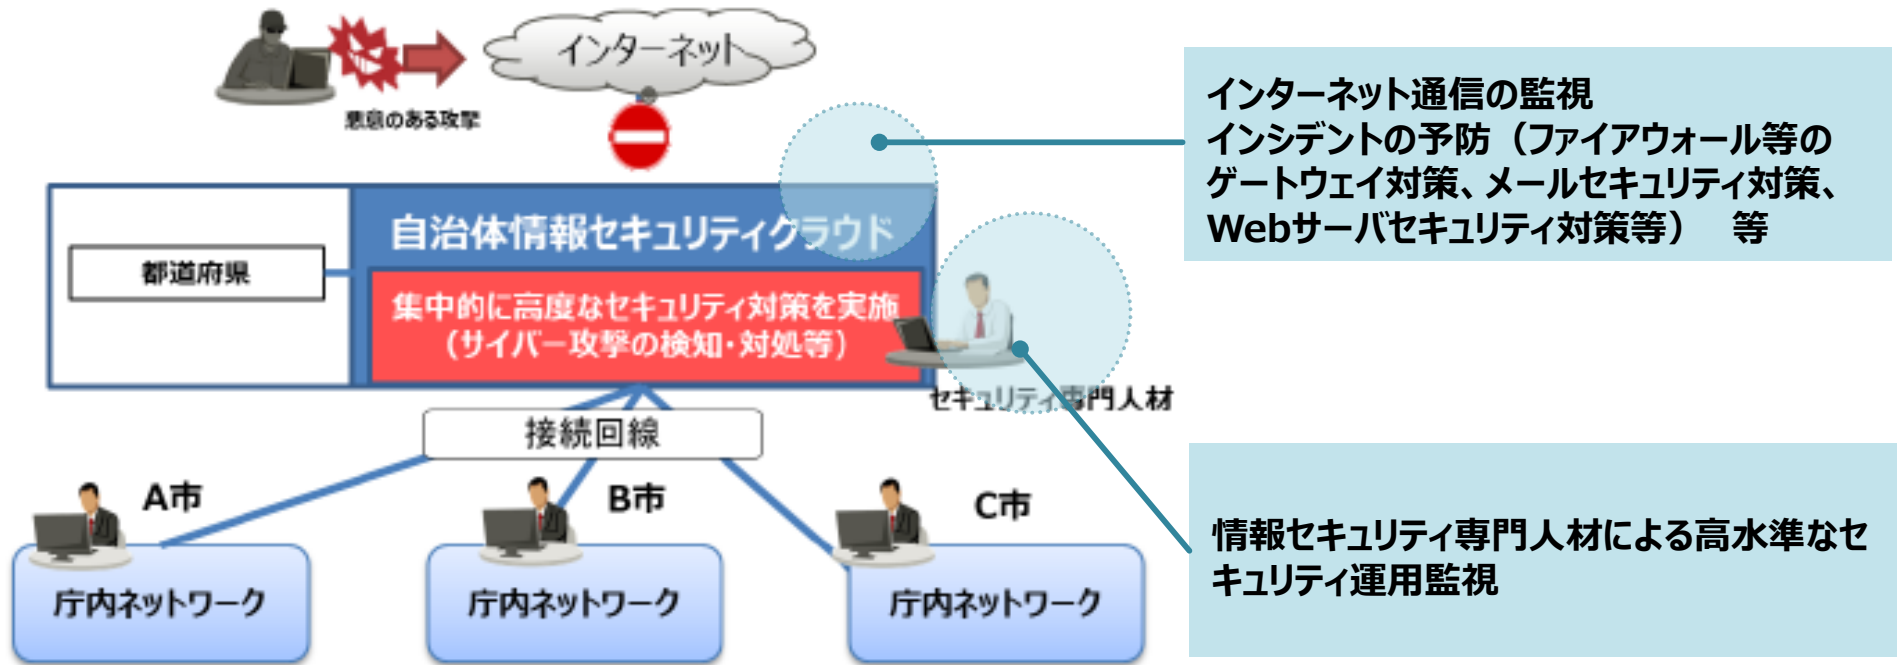 インターネット
悪意のある攻撃
インターネット通信の監視
インシデントの予防（ファイアウォール等の
ゲートウェイ対策、メールセキュリティ対策、
Webサーバセキュリティ対策等）　等
自治体情報セキュリティクラウド
都道府県
集中的に高度なセキュリティ対策を実施
(サイバー攻撃の検知・対処等)
セキュリティ専門人材
接続回線
A市
B市
C市
庁内ネットワーク
庁内ネットワーク
庁内ネットワーク
情報セキュリティ専門人材による高水準なセ
キュリティ運用監視